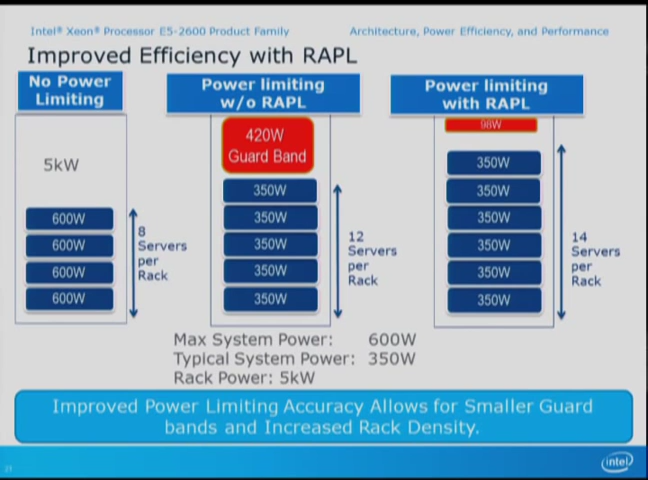 Intel® Xeon® Processor E5-2600 Product Family
Architecture, Power Efficiency, and Performance
Improved Efficiency with RAPL
No Power
Limiting
5kW
600W
600W
600W
600W
8
Servers
per
Rack
Power limiting
w/o RAPL
420W
Guard Band
350W
350W
350W
350W
350W
12
Servers
per
Rack
Power limiting
with RAPL
98W
350W
350W
350W
350W
350W
350W
14
Servers
per
Rack
Max System Power: 600W
Typical System Power: 350W
Rack Power: 5kW
Improved Power Limiting Accuracy Allows for Smaller Guard
bands and Increased Rack Density.
intel